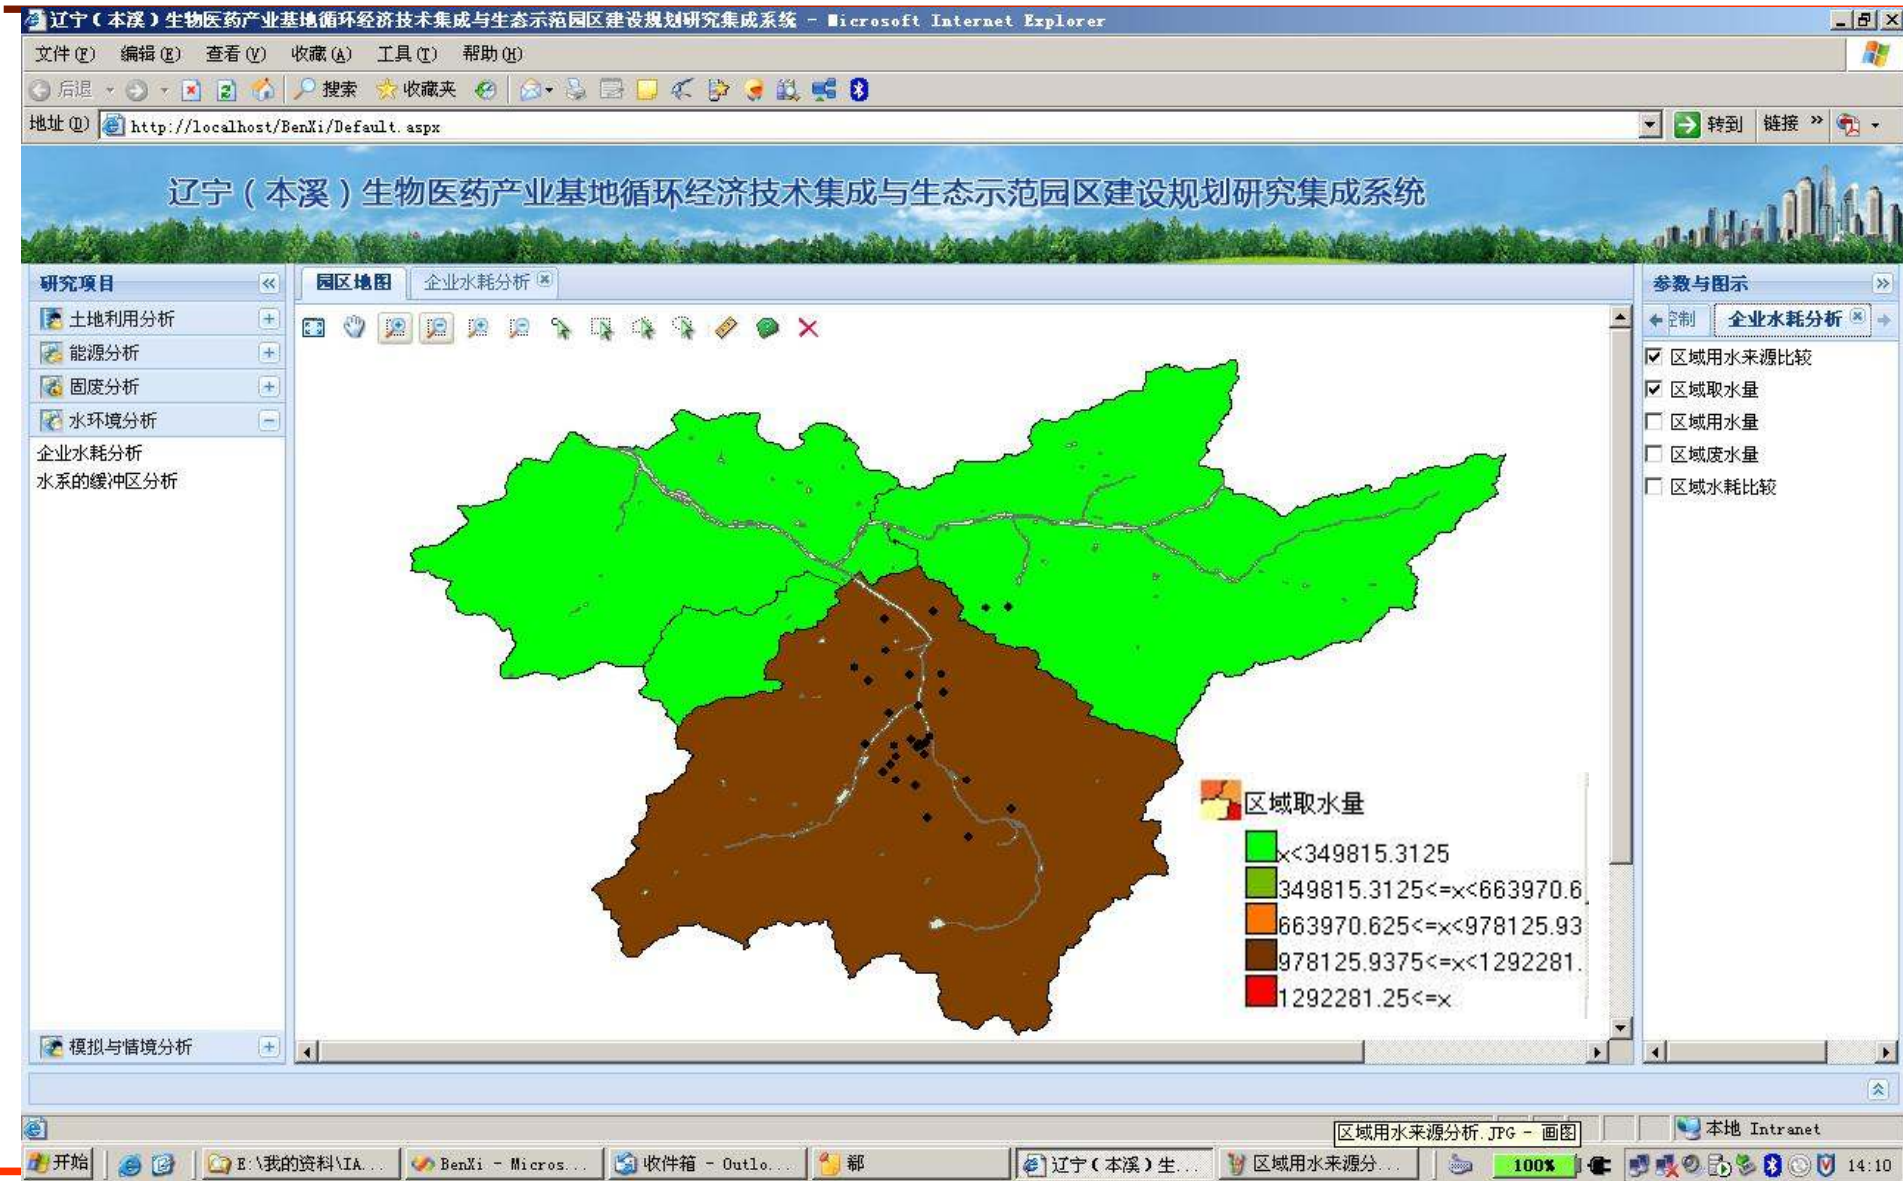 辽宁(本溪)生物医药产业基地循环经济技术集成与生态示范园区建设规划研究集成系统 - Microsoft Internet Explorer
文件(F) 编辑(E) 查看(V) 收藏(A) 工具(T) 帮助(H)
后退 搜索 收藏夹
地址(D) http://localhost/BenXi/Default.aspx 转到 链接 »
辽宁(本溪)生物医药产业基地循环经济技术集成与生态示范园区建设规划研究集成系统
研究项目
土地利用分析
能源分析
固废分析
水环境分析
企业水耗分析
水系的缓冲区分析
模拟与情境分析
园区地图 企业水耗分析
区域取水量
x<349815.3125
349815.3125<=x<663970.6
663970.625<=x<978125.93
978125.9375<=x<1292281.
1292281.25<=x
参数与图示
控制 企业水耗分析
区域用水来源比较
区域取水量
区域用水量
区域废水量
区域水耗比较
区域用水来源分析.JPG - 画图
本地 Intranet
开始 E:\我的资料\IA... BenXi - Micros... 收件箱 - Outlo... 鄱 辽宁(本溪)生... 区域用水来源分... 100% 14:10